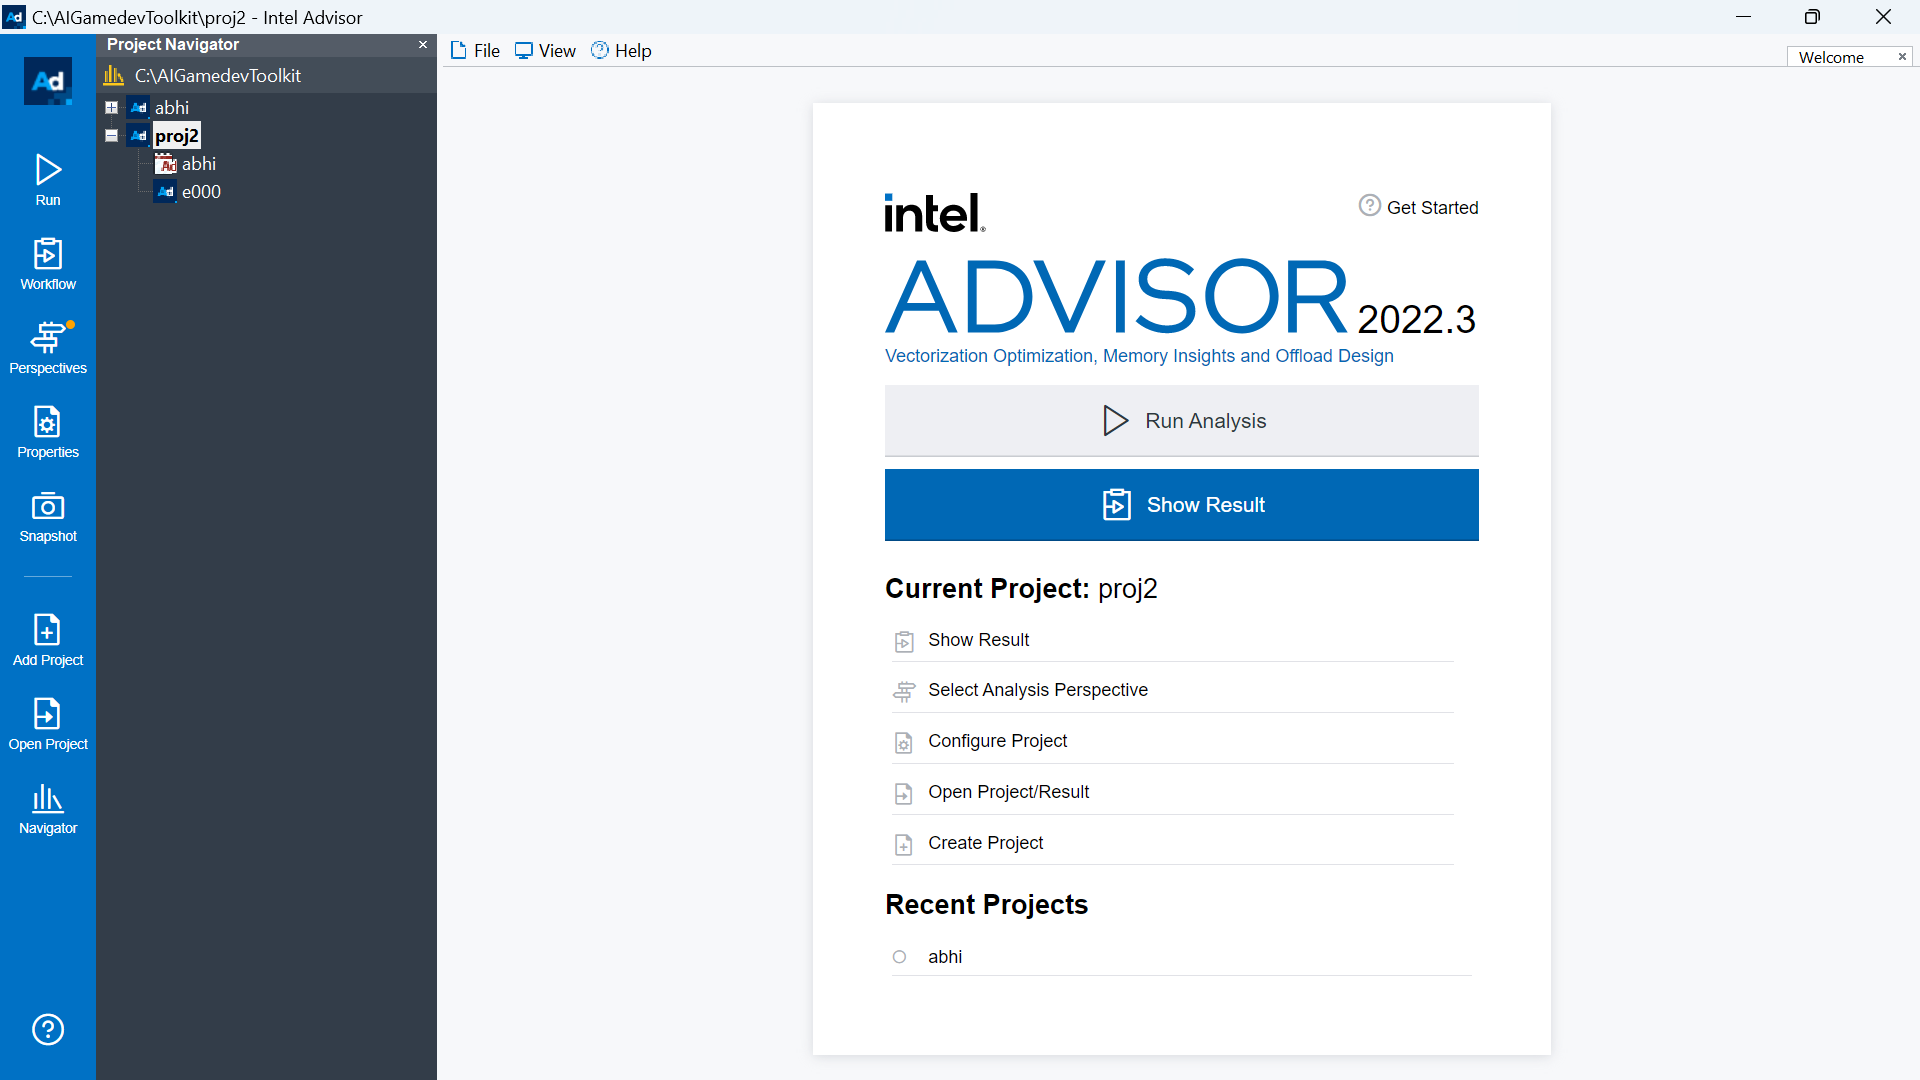 C:\AIGamedevToolkit\proj2 - Intel Advisor
Project Navigator
File View Help
Welcome
C:\AIGamedevToolkit
abhi
proj2
abhi
e000
Run
Workflow
Perspectives
Properties
Snapshot
Add Project
Open Project
Navigator
intel.
Get Started
ADVISOR 2022.3
Vectorization Optimization, Memory Insights and Offload Design
Run Analysis
Show Result
Current Project: proj2
Show Result
Select Analysis Perspective
Configure Project
Open Project/Result
Create Project
Recent Projects
abhi